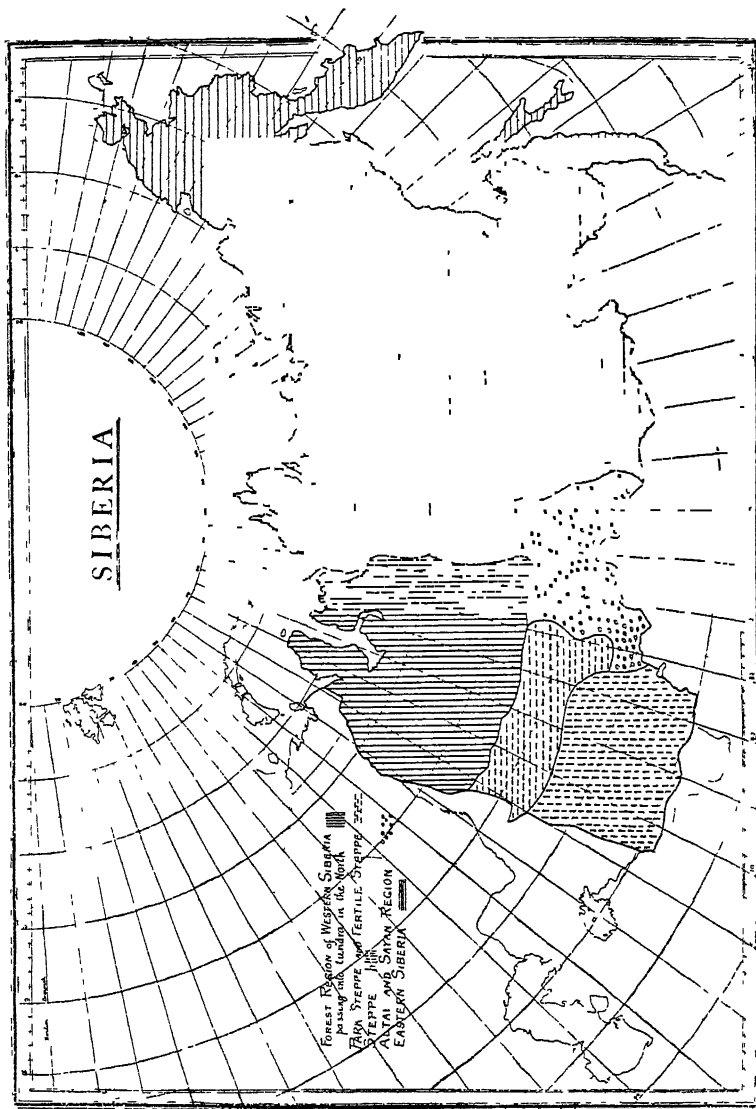 SIBERIA
FOREST REGION of WESTERN SIBERIA
passing into tundra in the North
PARK STEPPE AND FERTILE STEPPE
STEPPE
ALTAI AND SAYAN REGION
EASTERN SIBERIA